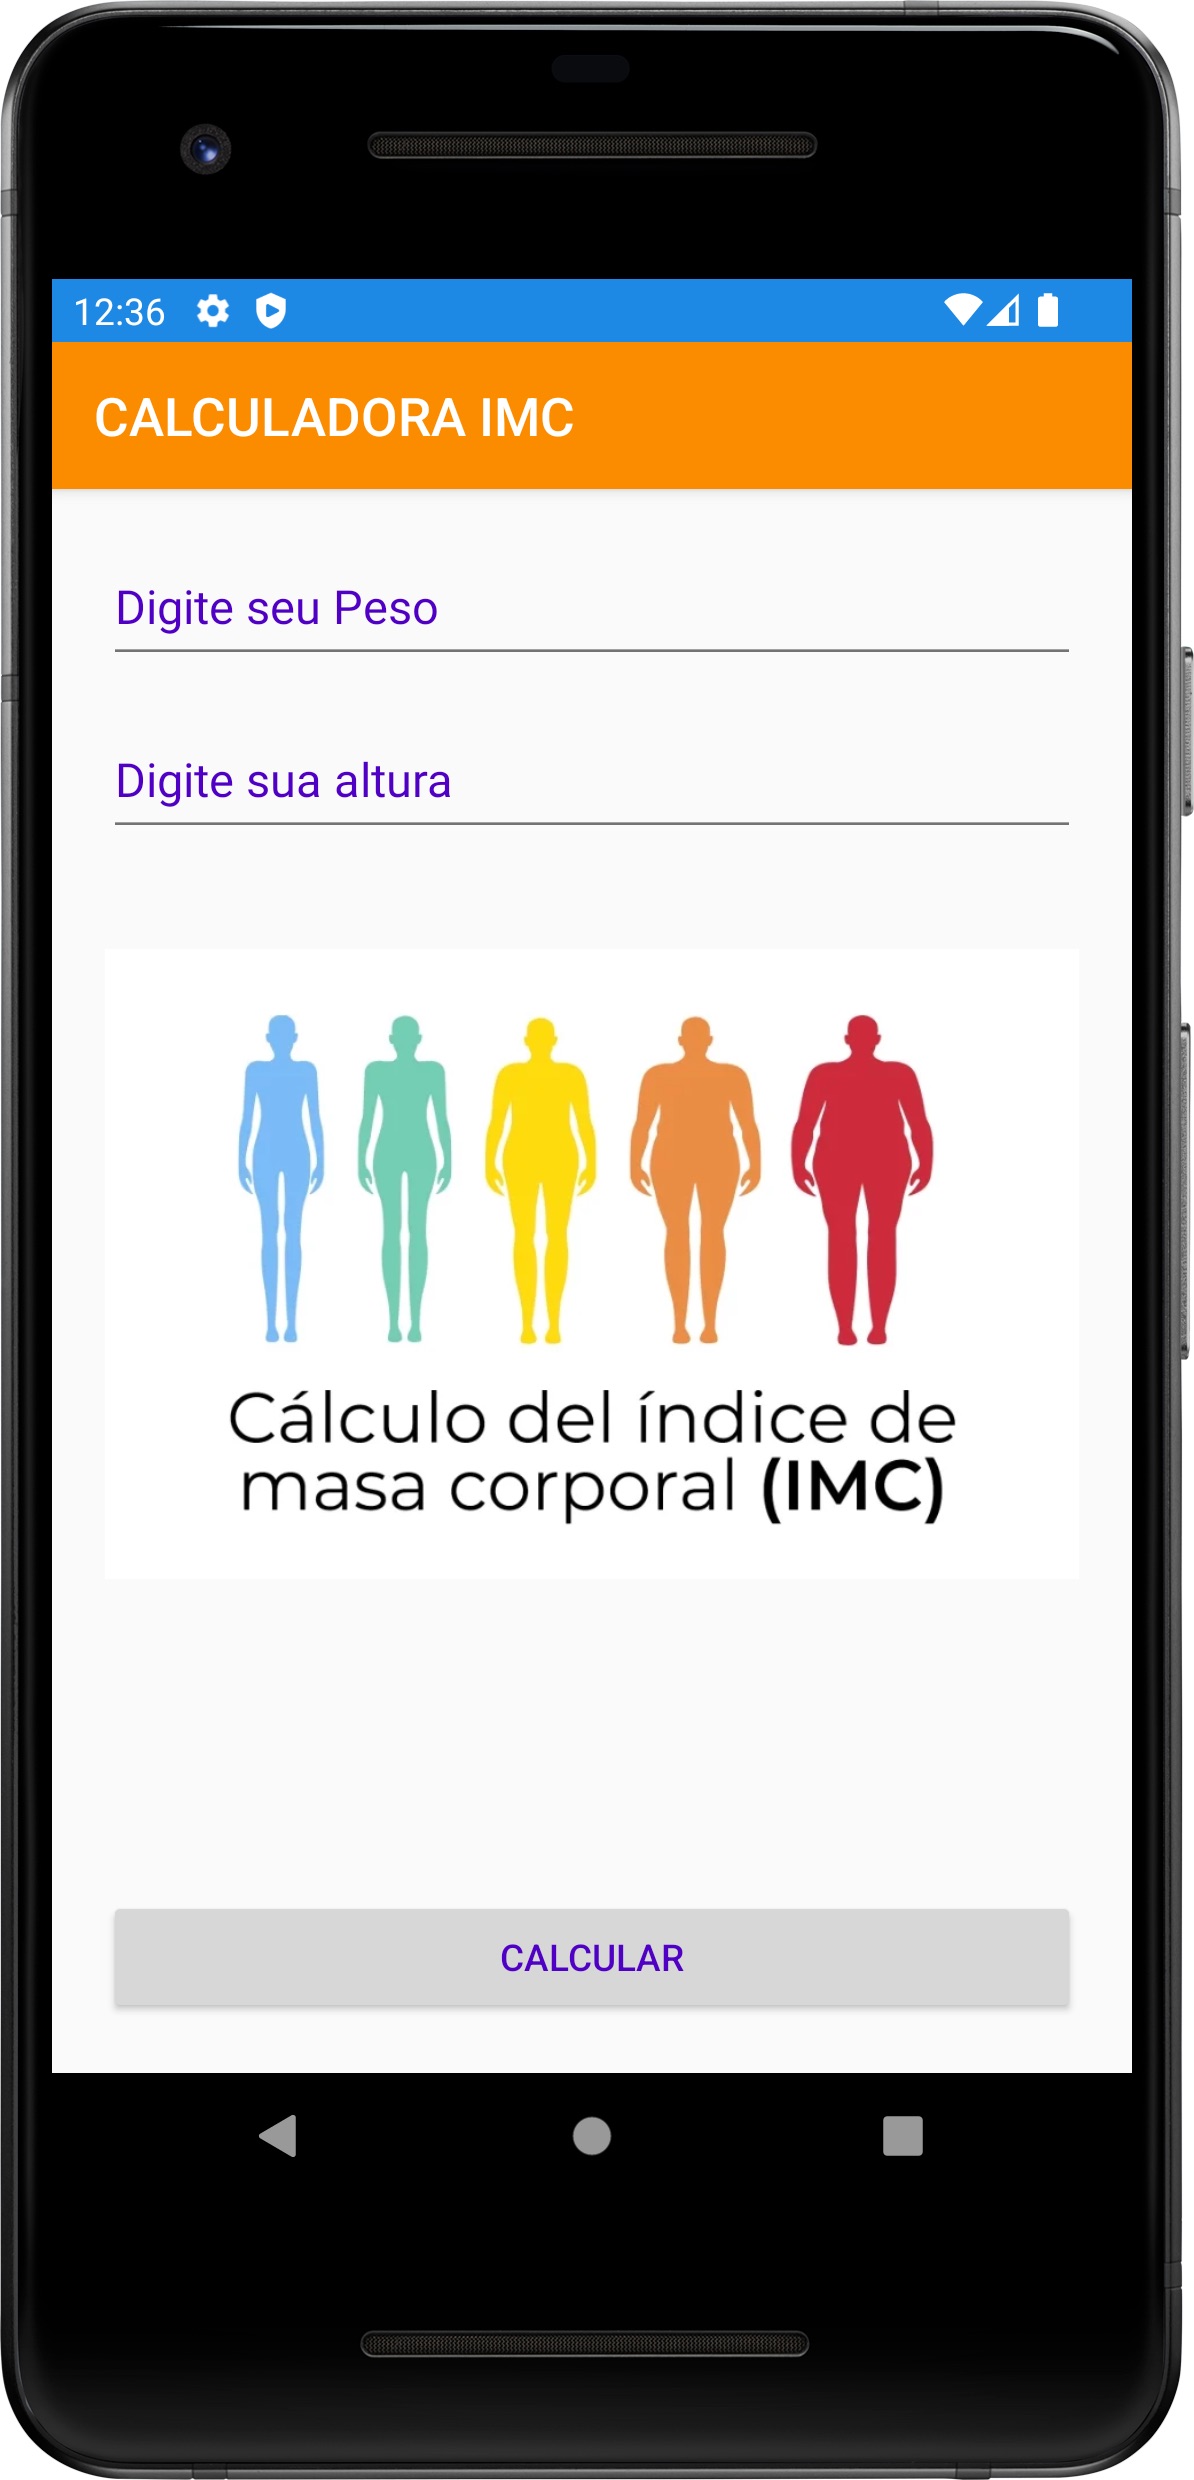 12:36
CALCULADORA IMC
Digite seu Peso
Digite sua altura
Cálculo del índice de
masa corporal (IMC)
CALCULAR